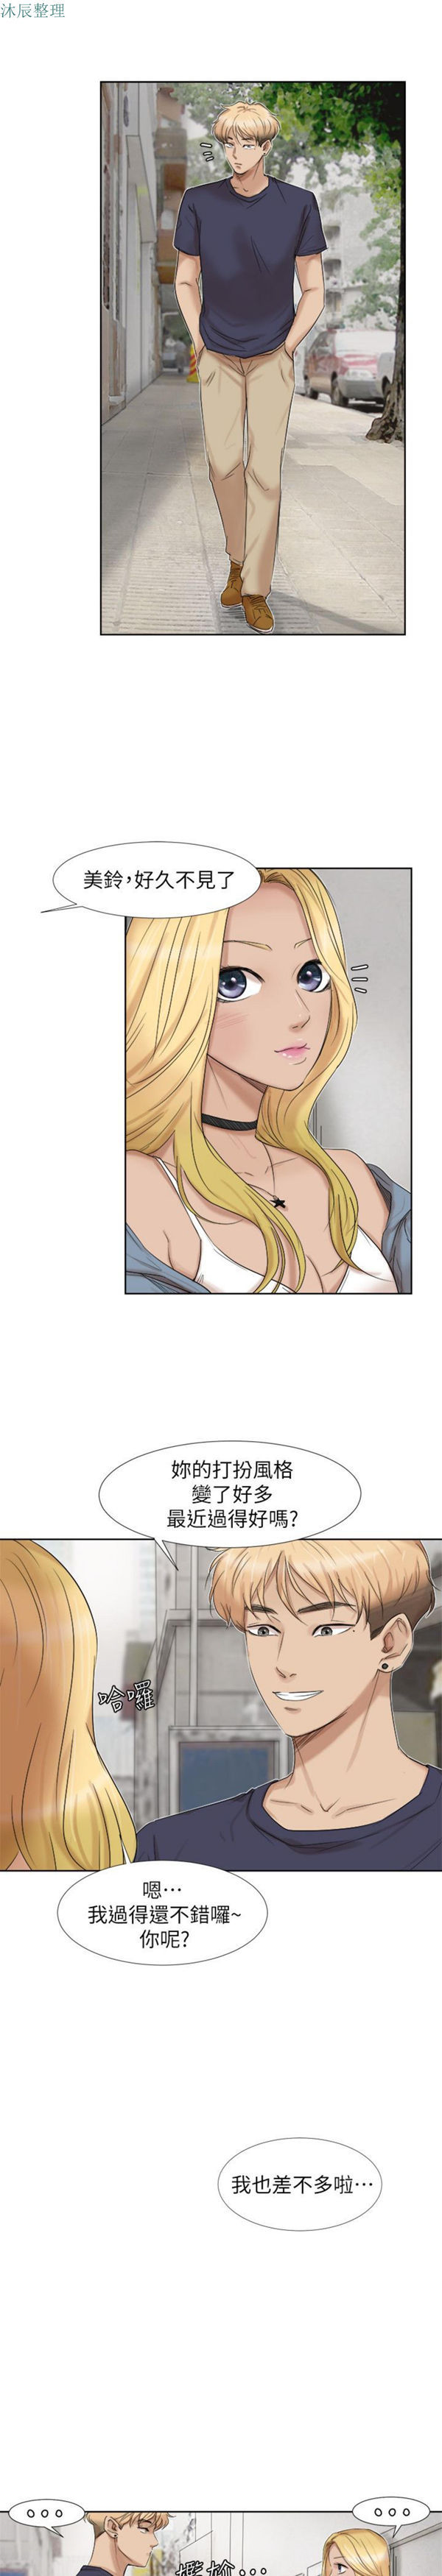 沐辰整理
美鈴，好久不見了
妳的打扮風格
變了好多
最近過得好嗎?
哈囉
嗯…
我過得還不錯囉~
你呢?
我也差不多啦…
尷尬…